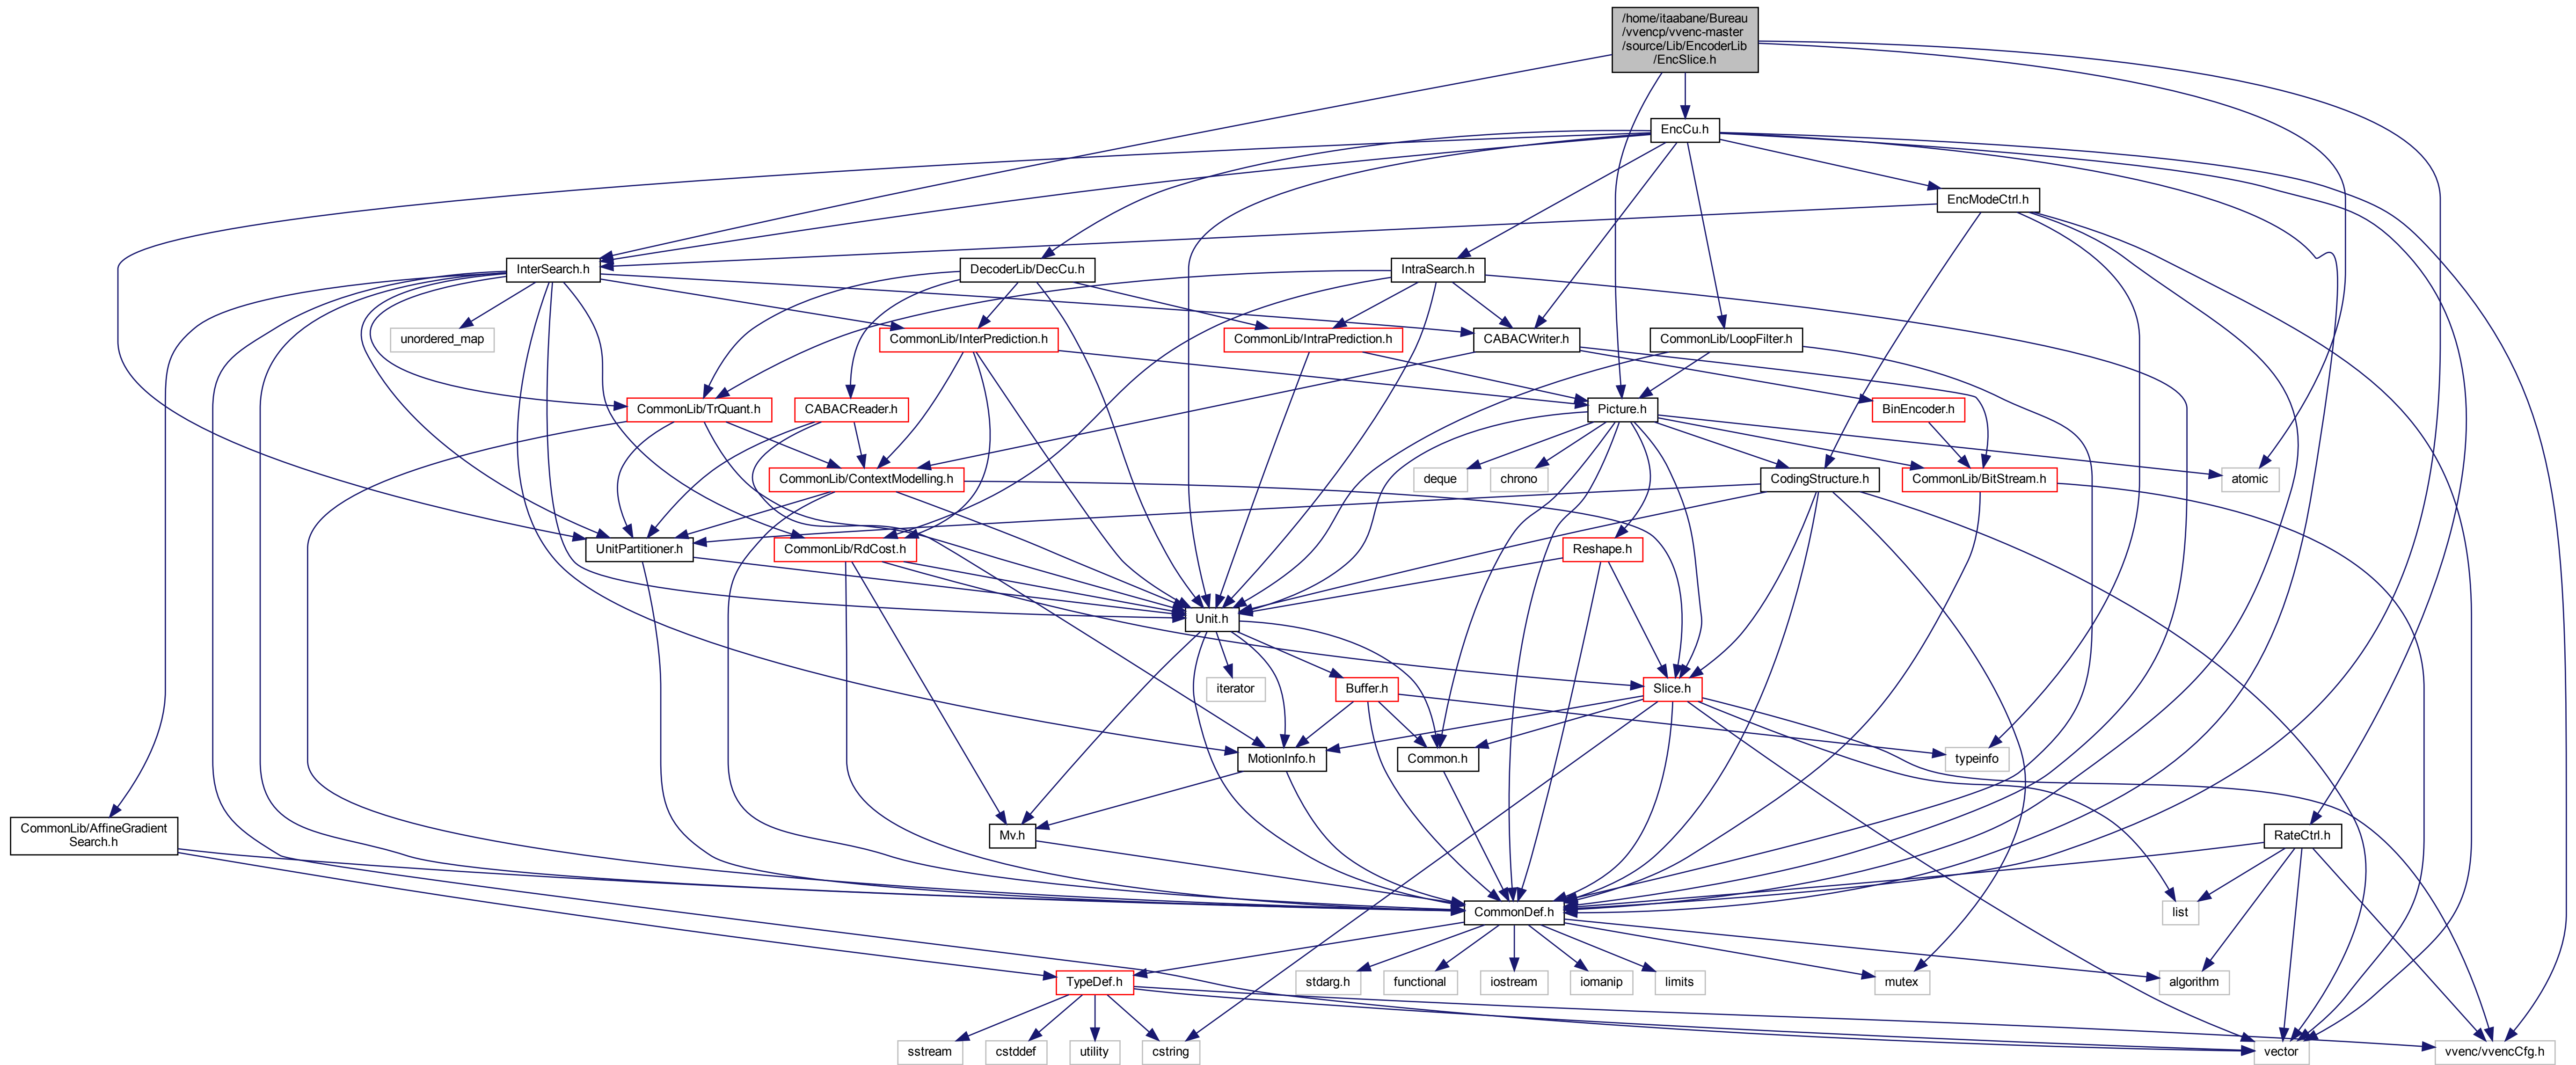 /home/itaabane/Bureau
/vvencp/vvenc-master
/source/Lib/EncoderLib
/EncSlice.h
EncCu.h
EncModeCtrl.h
InterSearch.h
DecoderLib/DecCu.h
IntraSearch.h
unordered_map
CommonLib/InterPrediction.h
CommonLib/IntraPrediction.h
CABACWriter.h
CommonLib/LoopFilter.h
CommonLib/TrQuant.h
CABACReader.h
Picture.h
BinEncoder.h
CommonLib/ContextModelling.h
deque
chrono
CodingStructure.h
CommonLib/BitStream.h
atomic
UnitPartitioner.h
CommonLib/RdCost.h
Reshape.h
Unit.h
iterator
Buffer.h
Slice.h
MotionInfo.h
Common.h
typeinfo
CommonLib/AffineGradient
Search.h
Mv.h
RateCtrl.h
CommonDef.h
list
TypeDef.h
stdarg.h
functional
iostream
iomanip
limits
mutex
algorithm
sstream
cstddef
utility
cstring
vector
vvenc/vvencCfg.h